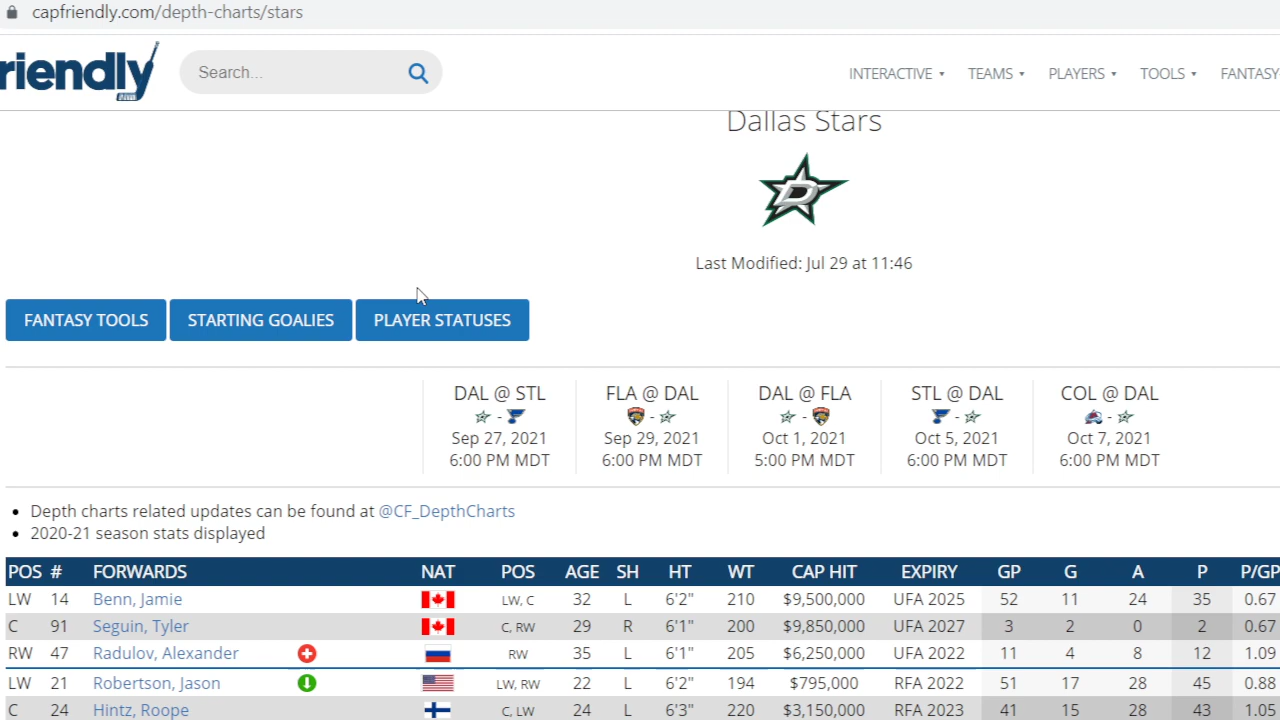 capfriendly.com/depth-charts/stars
riendly
Search...
INTERACTIVE TEAMS PLAYERS TOOLS FANTASY
Dallas Stars
D
Last Modified: Jul 29 at 11:46
FANTASY TOOLS STARTING GOALIES PLAYER STATUSES
DAL @ STL FLA @ DAL DAL @ FLA STL @ DAL COL @ DAL
- - - - -
Sep 27, 2021 Sep 29, 2021 Oct 1, 2021 Oct 5, 2021 Oct 7, 2021
6:00 PM MDT 6:00 PM MDT 5:00 PM MDT 6:00 PM MDT 6:00 PM MDT
• Depth charts related updates can be found at @CF_DepthCharts
• 2020-21 season stats displayed
POS # FORWARDS NAT POS AGE SH HT WT CAP HIT EXPIRY GP G A P P/GP
LW 14 Benn, Jamie LW, C 32 L 6'2" 210 $9,500,000 UFA 2025 52 11 24 35 0.67
C 91 Seguin, Tyler C, RW 29 R 6'1" 200 $9,850,000 UFA 2027 3 2 0 2 0.67
RW 47 Radulov, Alexander RW 35 L 6'1" 205 $6,250,000 UFA 2022 11 4 8 12 1.09
LW 21 Robertson, Jason LW, RW 22 L 6'2" 194 $795,000 RFA 2022 51 17 28 45 0.88
C 24 Hintz, Roope C, LW 24 L 6'3" 220 $3,150,000 RFA 2023 41 15 28 43 1.05